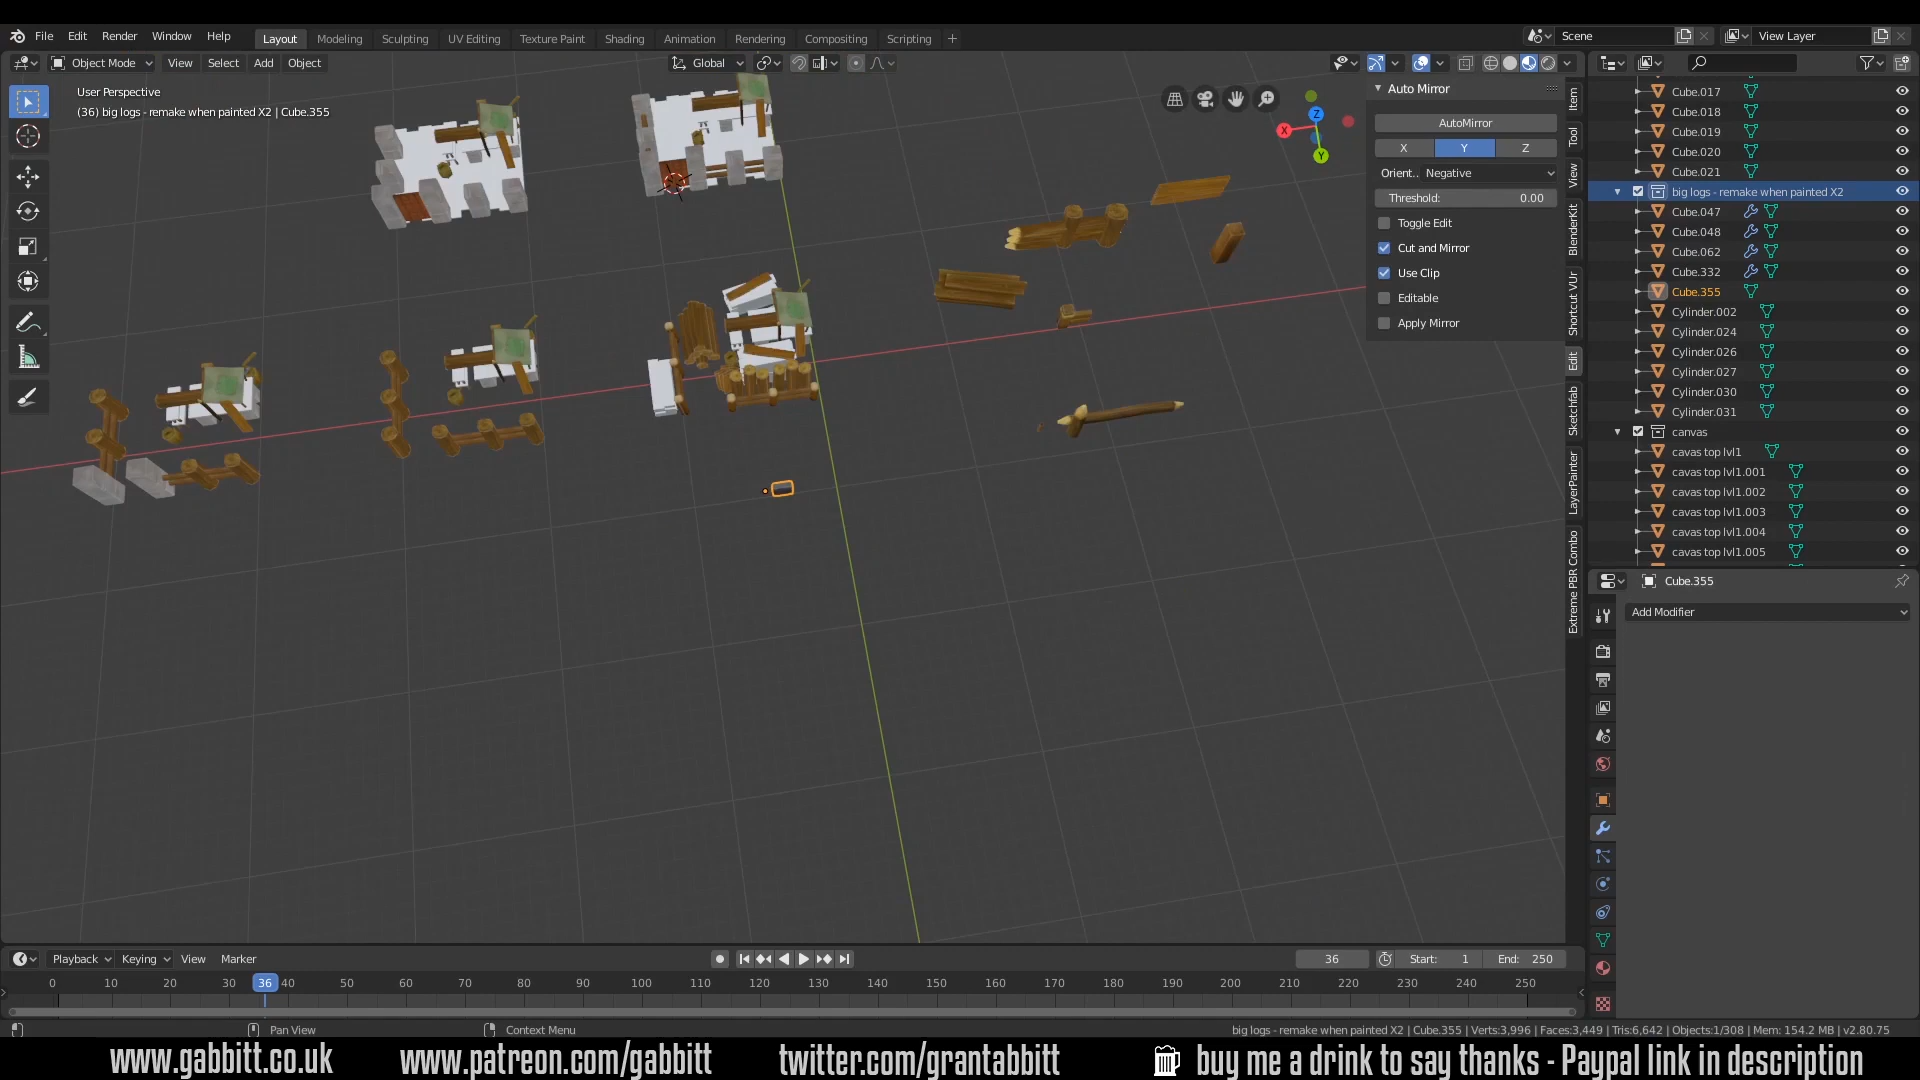 File Edit Render Window Help
Layout Modeling Sculpting UV Editing Texture Paint Shading Animation Rendering Compositing Scripting
Scene
View Layer
Object Mode View Select Add Object
Global
User Perspective
(36) big logs - remake when painted X2 | Cube.355
Z
X
Y
Auto Mirror
AutoMirror
X Y Z
Orient.. Negative
Threshold: 0.00
Toggle Edit
Cut and Mirror
Use Clip
Editable
Apply Mirror
Item
Tool
View
BlenderKit
Shortcut VUr
Edit
Sketchfab
LayerPainter
Extreme PBR Combo
Cube.017
Cube.018
Cube.019
Cube.020
Cube.021
big logs - remake when painted X2
Cube.047
Cube.048
Cube.062
Cube.332
Cube.355
Cylinder.002
Cylinder.024
Cylinder.026
Cylinder.027
Cylinder.030
Cylinder.031
canvas
cavas top lvl1
cavas top lvl1.001
cavas top lvl1.002
cavas top lvl1.003
cavas top lvl1.004
cavas top lvl1.005
Cube.355
Add Modifier
Playback Keying View Marker
36
Start: 1
End: 250
0 10 20 30 36 40 50 60 70 80 90 100 110 120 130 140 150 160 170 180 190 200 210 220 230 240 250
Pan View
Context Menu
big logs - remake when painted X2 | Cube.355 | Verts:3,996 | Faces:3,449 | Tris:6,642 | Objects:1/308 | Mem: 154.2 MB | v2.80.75
www.gabbitt.co.uk www.patreon.com/gabbitt twitter.com/grantabbitt buy me a drink to say thanks - Paypal link in description